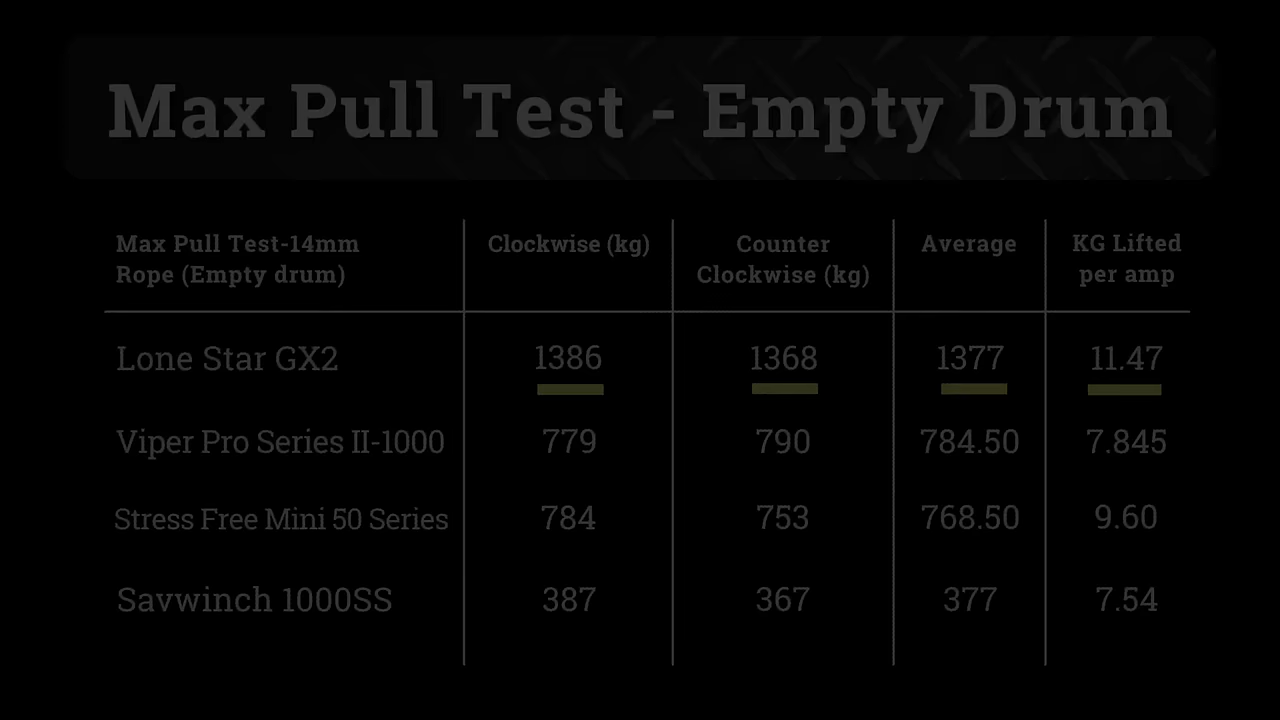 Max Pull Test - Empty Drum
Max Pull Test-14mm
Rope (Empty drum)
Clockwise (kg)
Counter
Clockwise (kg)
Average
KG Lifted
per amp
Lone Star GX2 1386 1368 1377 11.47
Viper Pro Series II-1000 779 790 784.50 7.845
Stress Free Mini 50 Series 784 753 768.50 9.60
Savwinch 1000SS 387 367 377 7.54